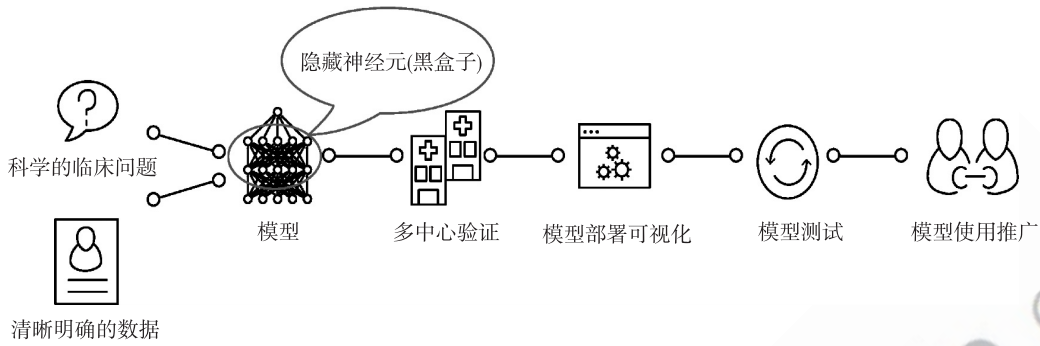 隐藏神经元(黑盒子)
科学的临床问题
清晰明确的数据
模型
多中心验证
模型部署可视化
模型测试
模型使用推广